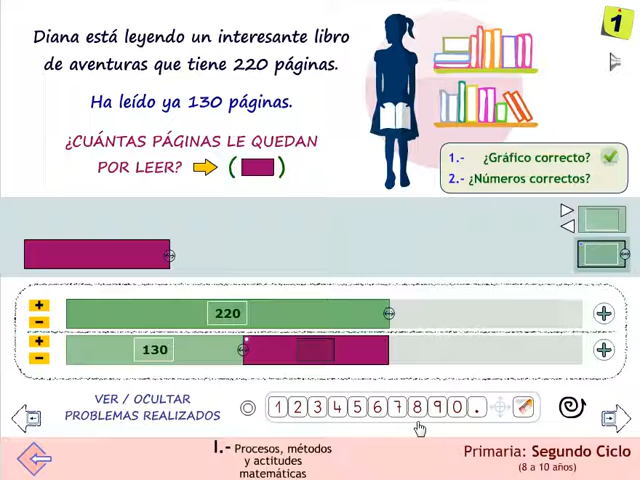 Diana está leyendo un interesante libro
de aventuras que tiene 220 páginas.
Ha leído ya 130 páginas.
¿CUÁNTAS PÁGINAS LE QUEDAN
POR LEER? ( )
1
1.- ¿Gráfico correcto?
2.- ¿Números correctos?
+
220
-
+
130
-
VER / OCULTAR
PROBLEMAS REALIZADOS
1 2 3 4 5 6 7 8 9 0 .
I.- Procesos, métodos
y actitudes
matemáticas
Primaria: Segundo Ciclo
(8 a 10 años)